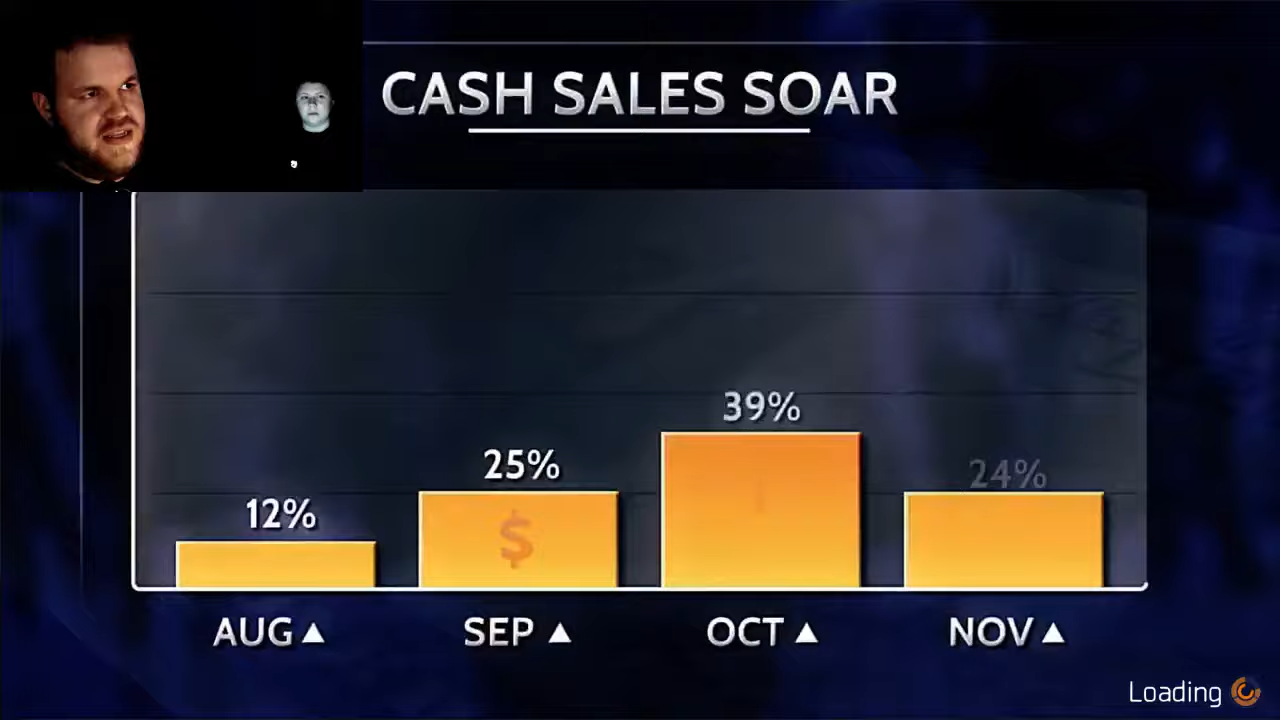 CASH SALES SOAR
39%
25%
24%
12%
$
AUG ▲ SEP ▲ OCT ▲ NOV ▲
Loading